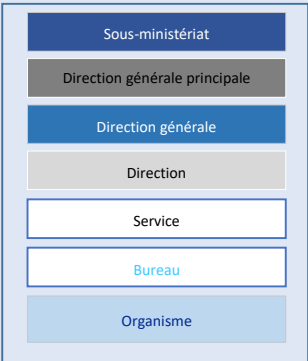 Sous-ministériat
Direction générale principale
Direction générale
Direction
Service
Bureau
Organisme